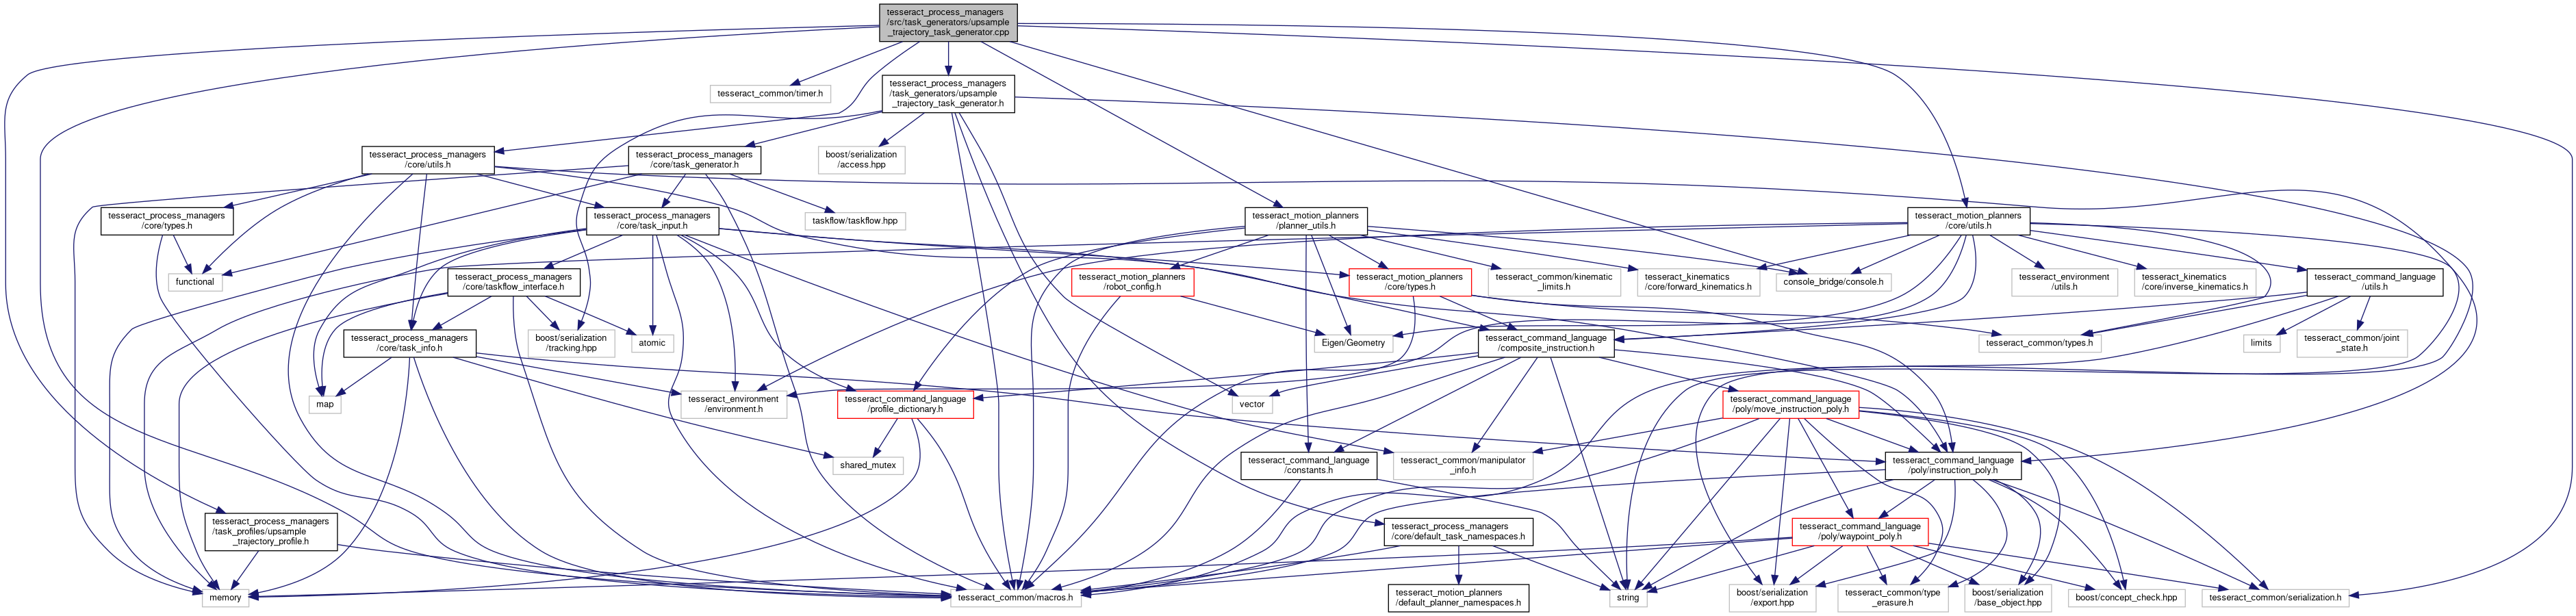 tesseract_process_managers
/src/task_generators/upsample
_trajectory_task_generator.cpp
tesseract_common/timer.h
tesseract_process_managers
/task_generators/upsample
_trajectory_task_generator.h
tesseract_process_managers
/core/utils.h
tesseract_process_managers
/core/task_generator.h
boost/serialization
/access.hpp
tesseract_process_managers
/core/types.h
tesseract_process_managers
/core/task_input.h
taskflow/taskflow.hpp
tesseract_motion_planners
/planner_utils.h
tesseract_motion_planners
/core/utils.h
functional
tesseract_process_managers
/core/taskflow_interface.h
tesseract_motion_planners
/robot_config.h
tesseract_motion_planners
/core/types.h
tesseract_common/kinematic
_limits.h
tesseract_kinematics
/core/forward_kinematics.h
console_bridge/console.h
tesseract_environment
/utils.h
tesseract_kinematics
/core/inverse_kinematics.h
tesseract_command_language
/utils.h
tesseract_process_managers
/core/task_info.h
boost/serialization
/tracking.hpp
atomic
Eigen/Geometry
tesseract_command_language
/composite_instruction.h
tesseract_common/types.h
limits
tesseract_common/joint
_state.h
map
tesseract_environment
/environment.h
tesseract_command_language
/profile_dictionary.h
vector
tesseract_command_language
/poly/move_instruction_poly.h
shared_mutex
tesseract_command_language
/constants.h
tesseract_common/manipulator
_info.h
tesseract_command_language
/poly/instruction_poly.h
tesseract_process_managers
/task_profiles/upsample
_trajectory_profile.h
tesseract_process_managers
/core/default_task_namespaces.h
tesseract_command_language
/poly/waypoint_poly.h
memory
tesseract_common/macros.h
tesseract_motion_planners
/default_planner_namespaces.h
string
boost/serialization
/export.hpp
tesseract_common/type
_erasure.h
boost/serialization
/base_object.hpp
boost/concept_check.hpp
tesseract_common/serialization.h